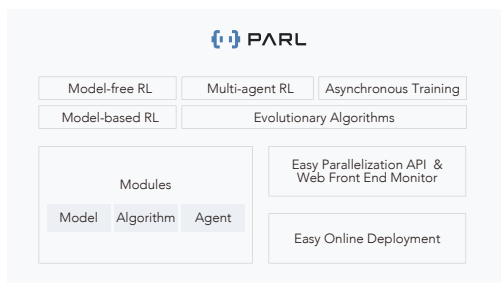 PARL
Model-free RL
Multi-agent RL
Asynchronous Training
Model-based RL
Evolutionary Algorithms
Modules
Model
Algorithm
Agent
Easy Parallelization API &
Web Front End Monitor
Easy Online Deployment